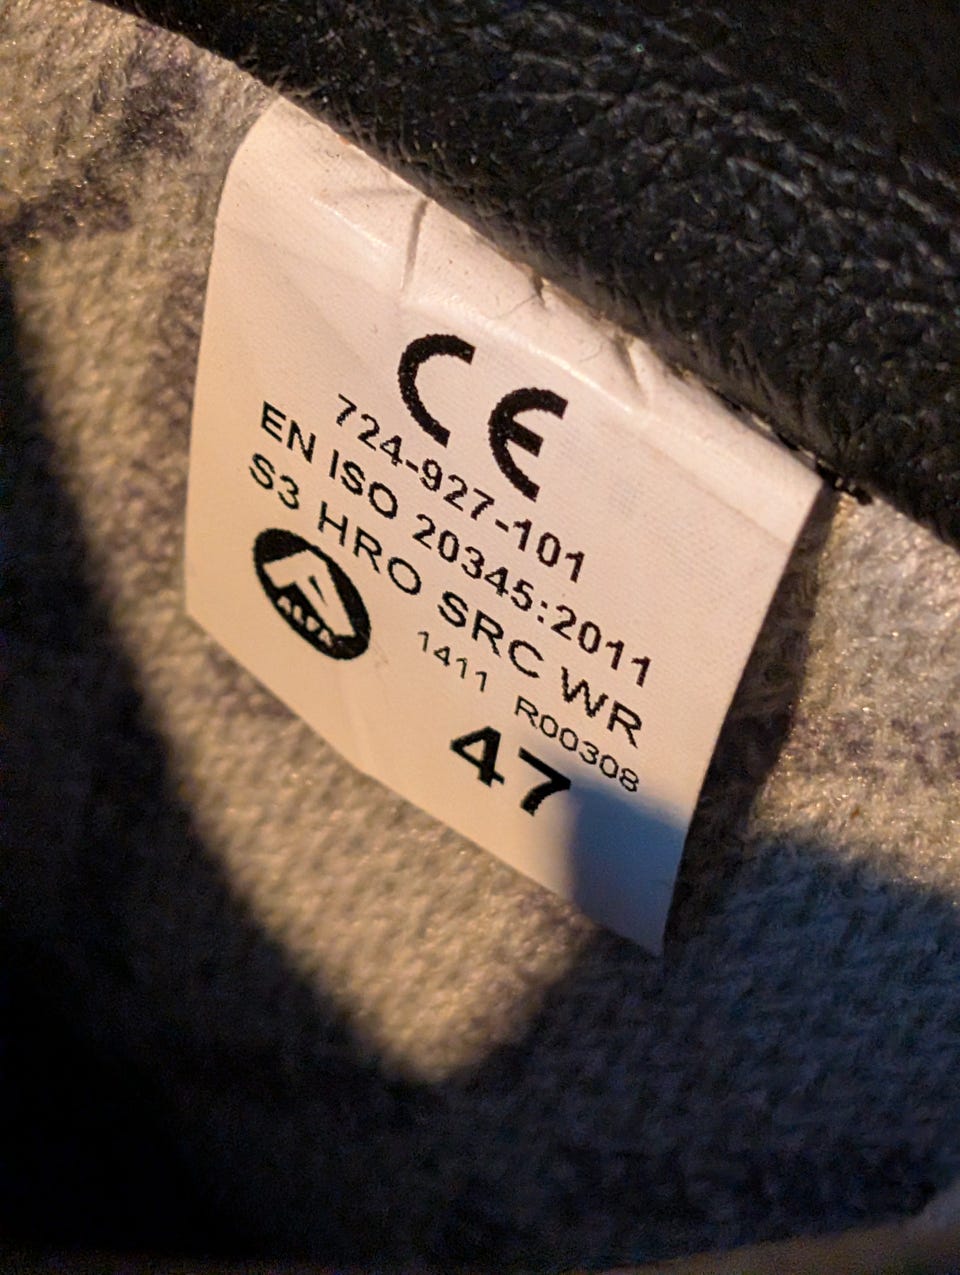 CE
724-927-101
EN ISO 20345:2011
S3 HRO SRC WR
1411 R00308
47